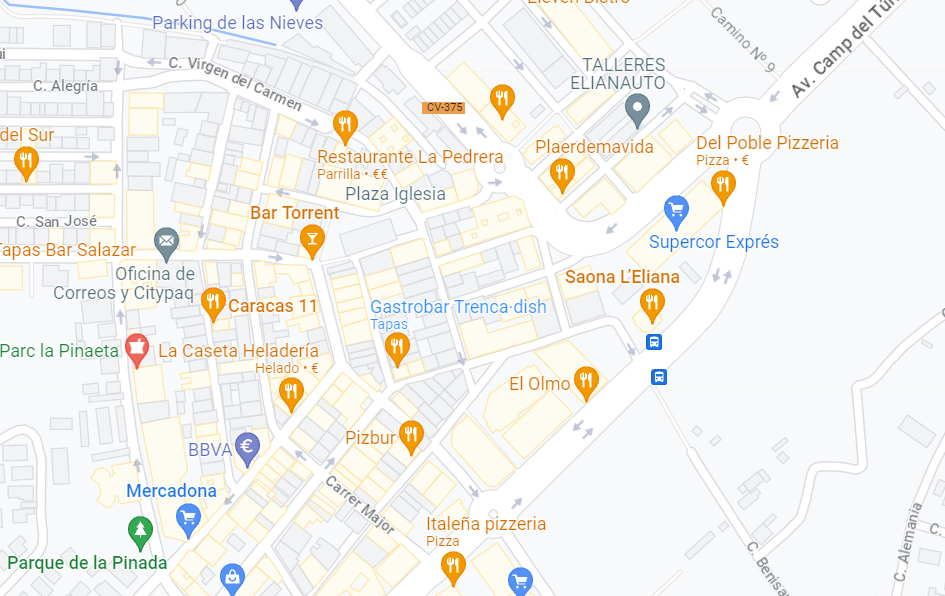 Eleven Bistro
Parking de las Nieves
Camino Nº 9
Av. Camp del Túr
ni
C. Virgen del Carmen
TALLERES
ELIANAUTO
C. Alegría
CV-375
del Sur
Restaurante La Pedrera
Parrilla • €€
Plaerdemavida
Del Poble Pizzeria
Pizza • €
Plaza Iglesia
C. San José
Bar Torrent
Tapas Bar Salazar
Supercor Exprés
Oficina de
Correos y Citypaq
Saona L'Eliana
Caracas 11
Gastrobar Trenca·dish
Tapas
Parc la Pinaeta
La Caseta Heladería
Helado • €
El Olmo
Pizbur
BBVA
€
Mercadona
Carrer Major
Italeña pizzeria
Pizza
Parque de la Pinada
C. Benisa
C. Alemania
C.